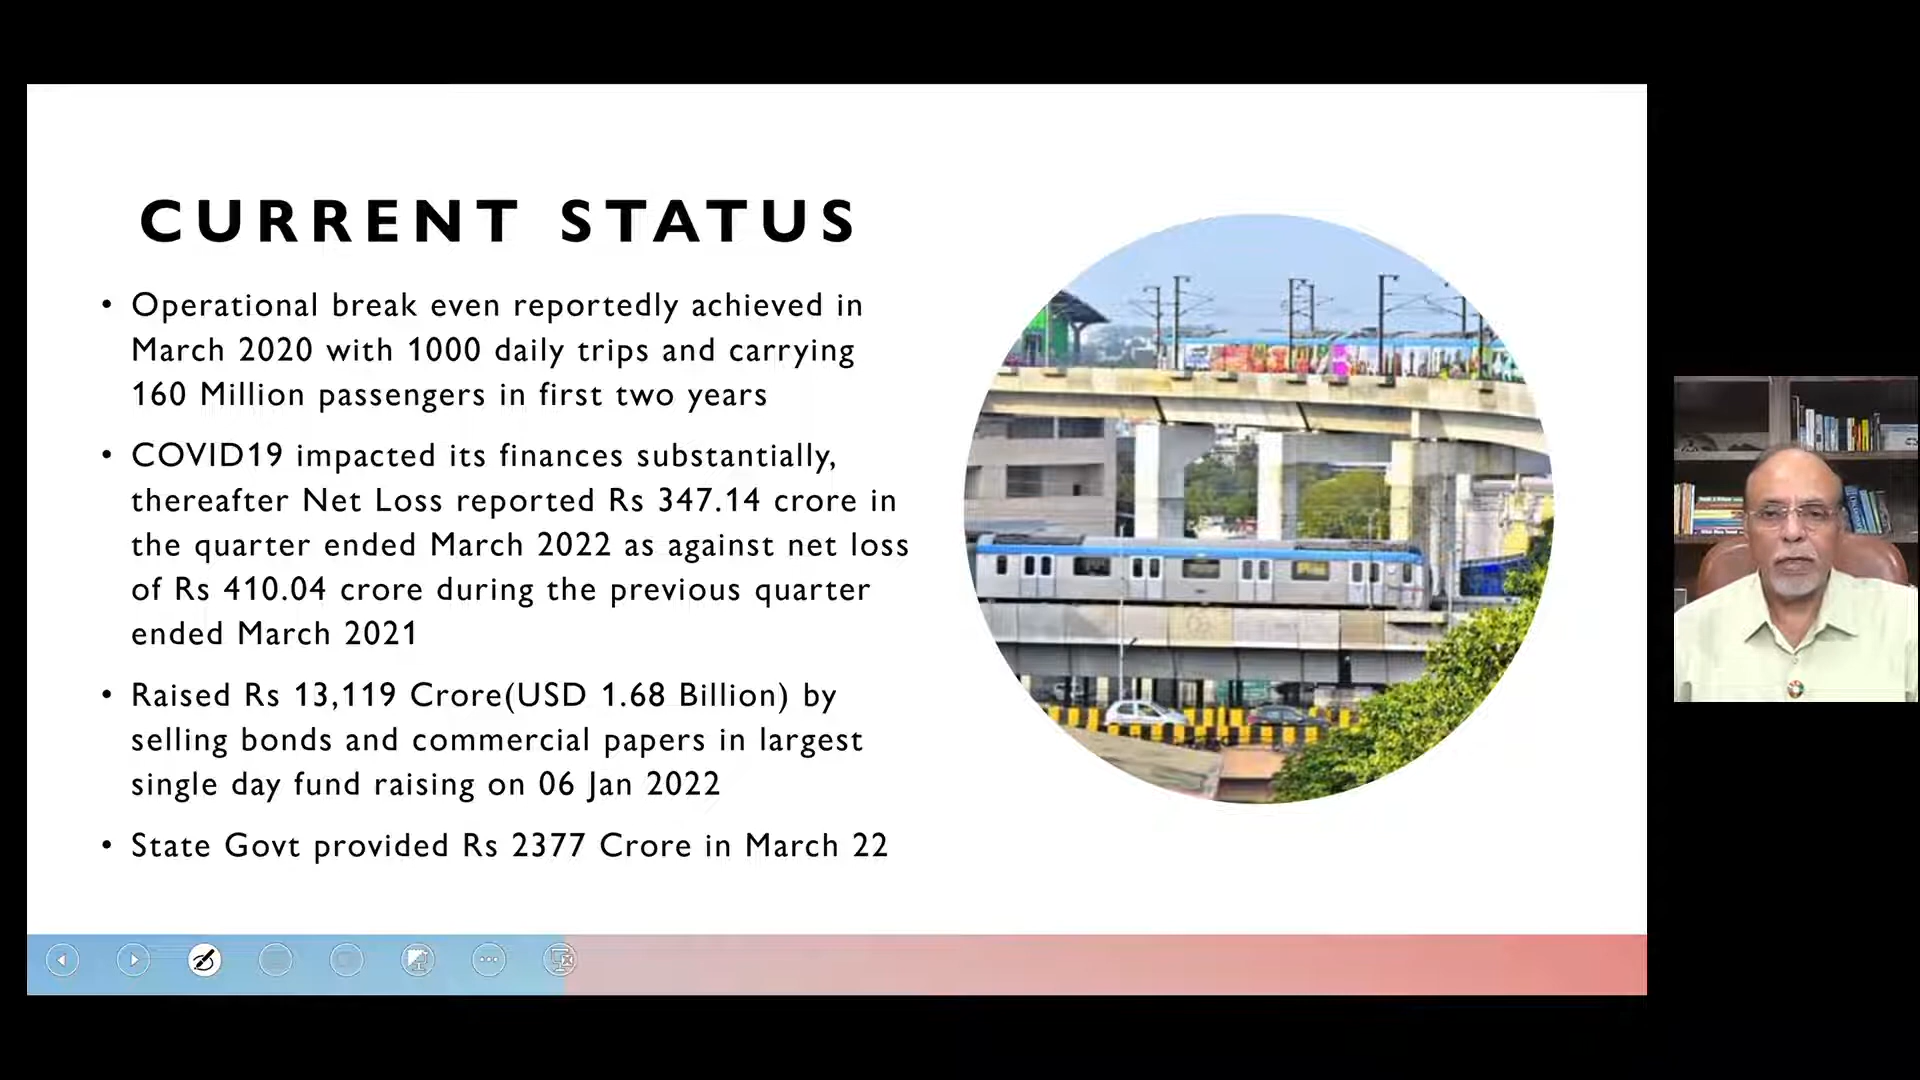 CURRENT STATUS
• Operational break even reportedly achieved in
March 2020 with 1000 daily trips and carrying
160 Million passengers in first two years
• COVID19 impacted its finances substantially,
thereafter Net Loss reported Rs 347.14 crore in
the quarter ended March 2022 as against net loss
of Rs 410.04 crore during the previous quarter
ended March 2021
• Raised Rs 13,119 Crore(USD 1.68 Billion) by
selling bonds and commercial papers in largest
single day fund raising on 06 Jan 2022
• State Govt provided Rs 2377 Crore in March 22